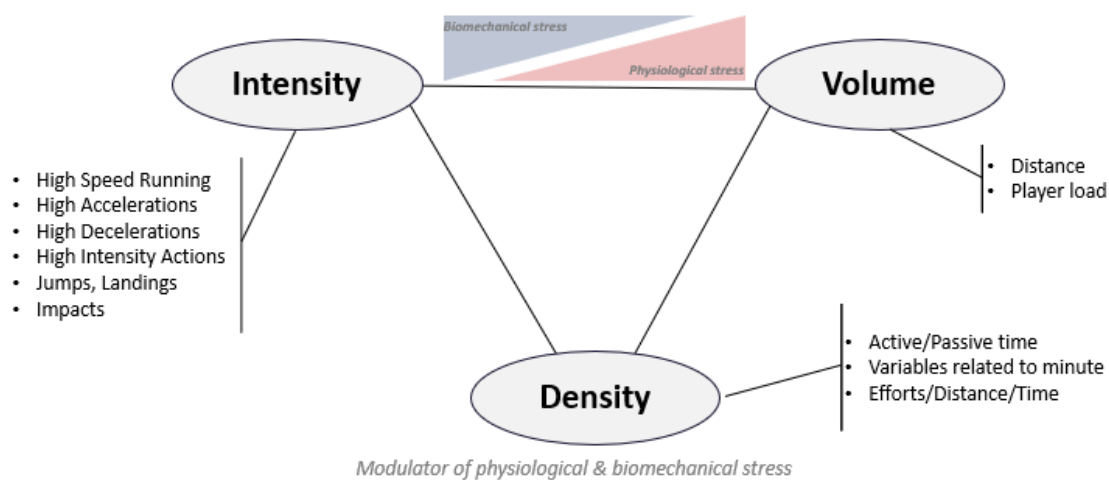 Biomechanical stress
Physiological stress
Intensity
Volume
• High Speed Running
• High Accelerations
• High Decelerations
• High Intensity Actions
• Jumps, Landings
• Impacts
• Distance
• Player load
Density
• Active/Passive time
• Variables related to minute
• Efforts/Distance/Time
Modulator of physiological & biomechanical stress